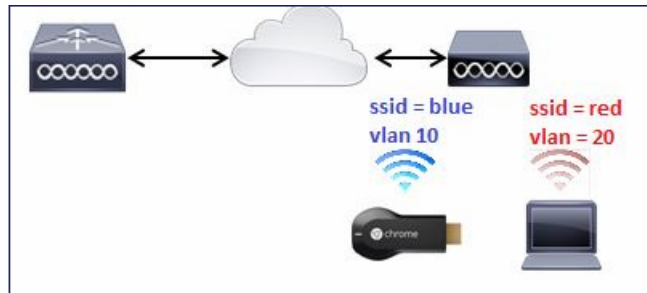 ssid = blue
vlan 10
ssid = red
vlan = 20
chrome